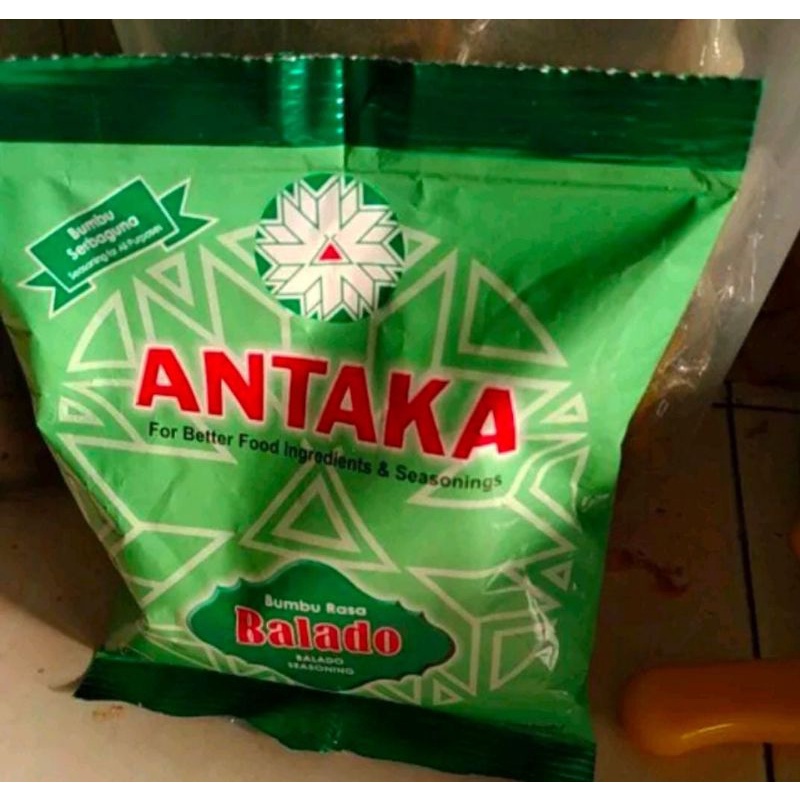 Bumbu
Serbaguna
Seasoning for All Purposes
ANTAKA
For Better Food Ingredients & Seasonings
Bumbu Rasa
Balado
BALADO
SEASONING